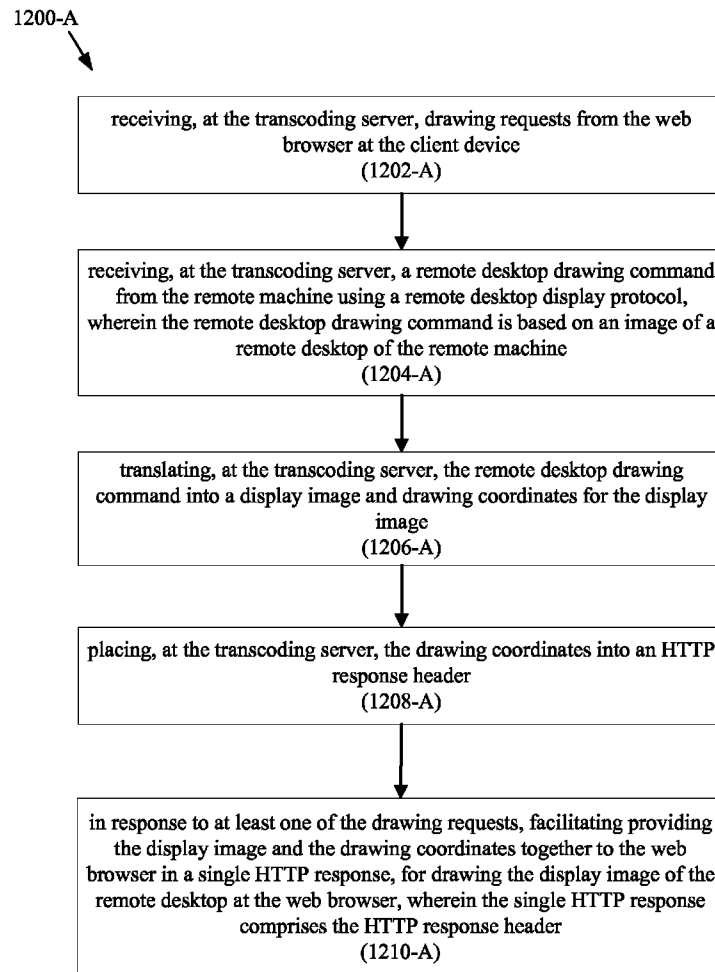 1200-A
receiving, at the transcoding server, drawing requests from the web
browser at the client device
(1202-A)
receiving, at the transcoding server, a remote desktop drawing command
from the remote machine using a remote desktop display protocol,
wherein the remote desktop drawing command is based on an image of a
remote desktop of the remote machine
(1204-A)
translating, at the transcoding server, the remote desktop drawing
command into a display image and drawing coordinates for the display
image
(1206-A)
placing, at the transcoding server, the drawing coordinates into an HTTP
response header
(1208-A)
in response to at least one of the drawing requests, facilitating providing
the display image and the drawing coordinates together to the web
browser in a single HTTP response, for drawing the display image of the
remote desktop at the web browser, wherein the single HTTP response
comprises the HTTP response header
(1210-A)